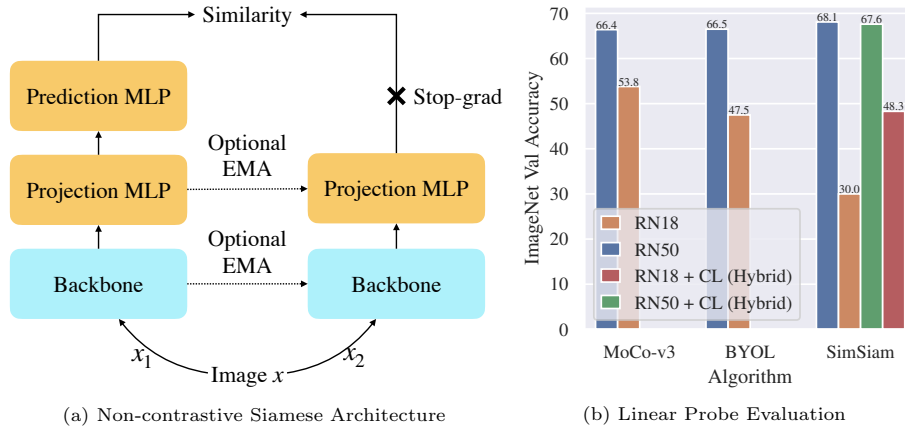 Similarity
Prediction MLP
Stop-grad
Optional
EMA
Projection MLP
Projection MLP
Optional
EMA
Backbone
Backbone
x1
x2
Image x
(a) Non-contrastive Siamese Architecture
ImageNet Val Accuracy
70
60
50
40
30
20
10
0
66.4
53.8
66.5
47.5
68.1
30.0
67.6
48.3
RN18
RN50
RN18 + CL (Hybrid)
RN50 + CL (Hybrid)
MoCo-v3
BYOL
SimSiam
Algorithm
(b) Linear Probe Evaluation